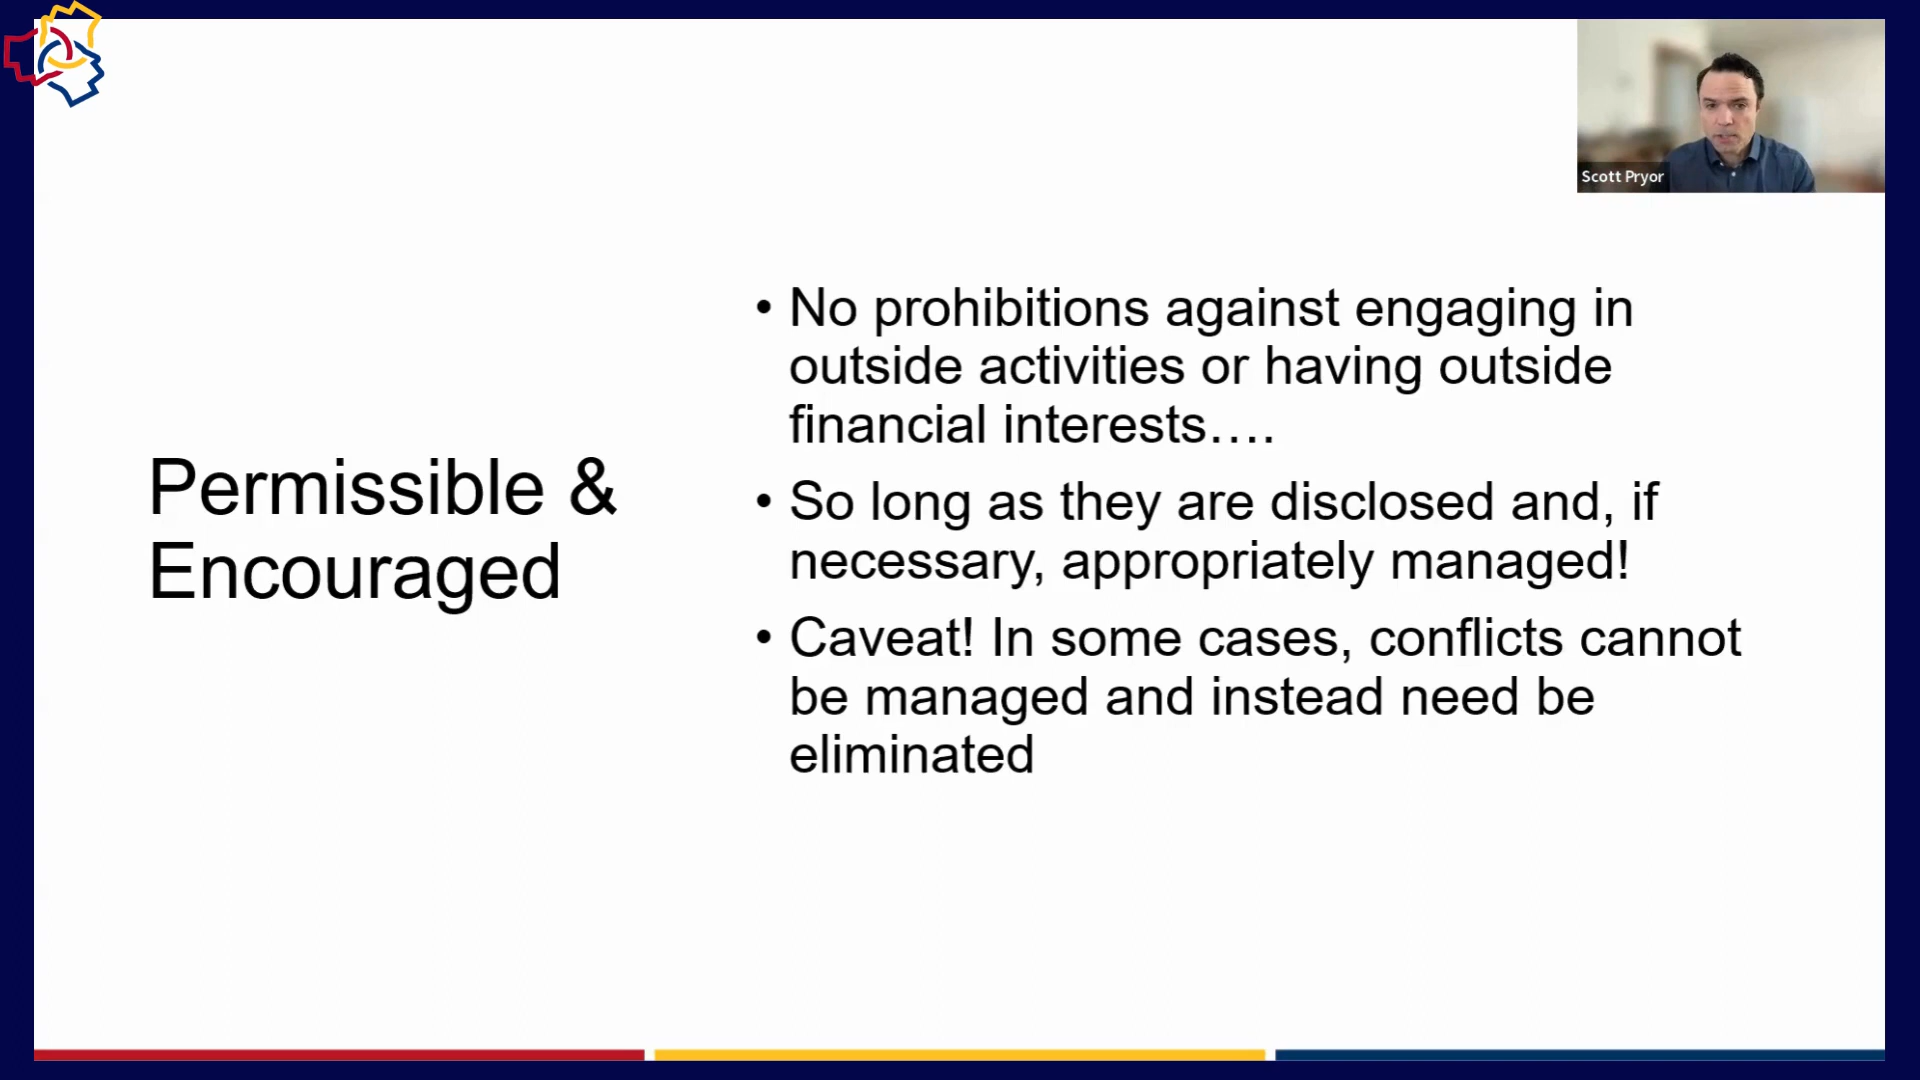 Scott Pryor
Permissible &
Encouraged
• No prohibitions against engaging in
outside activities or having outside
financial interests….
• So long as they are disclosed and, if
necessary, appropriately managed!
• Caveat! In some cases, conflicts cannot
be managed and instead need be
eliminated